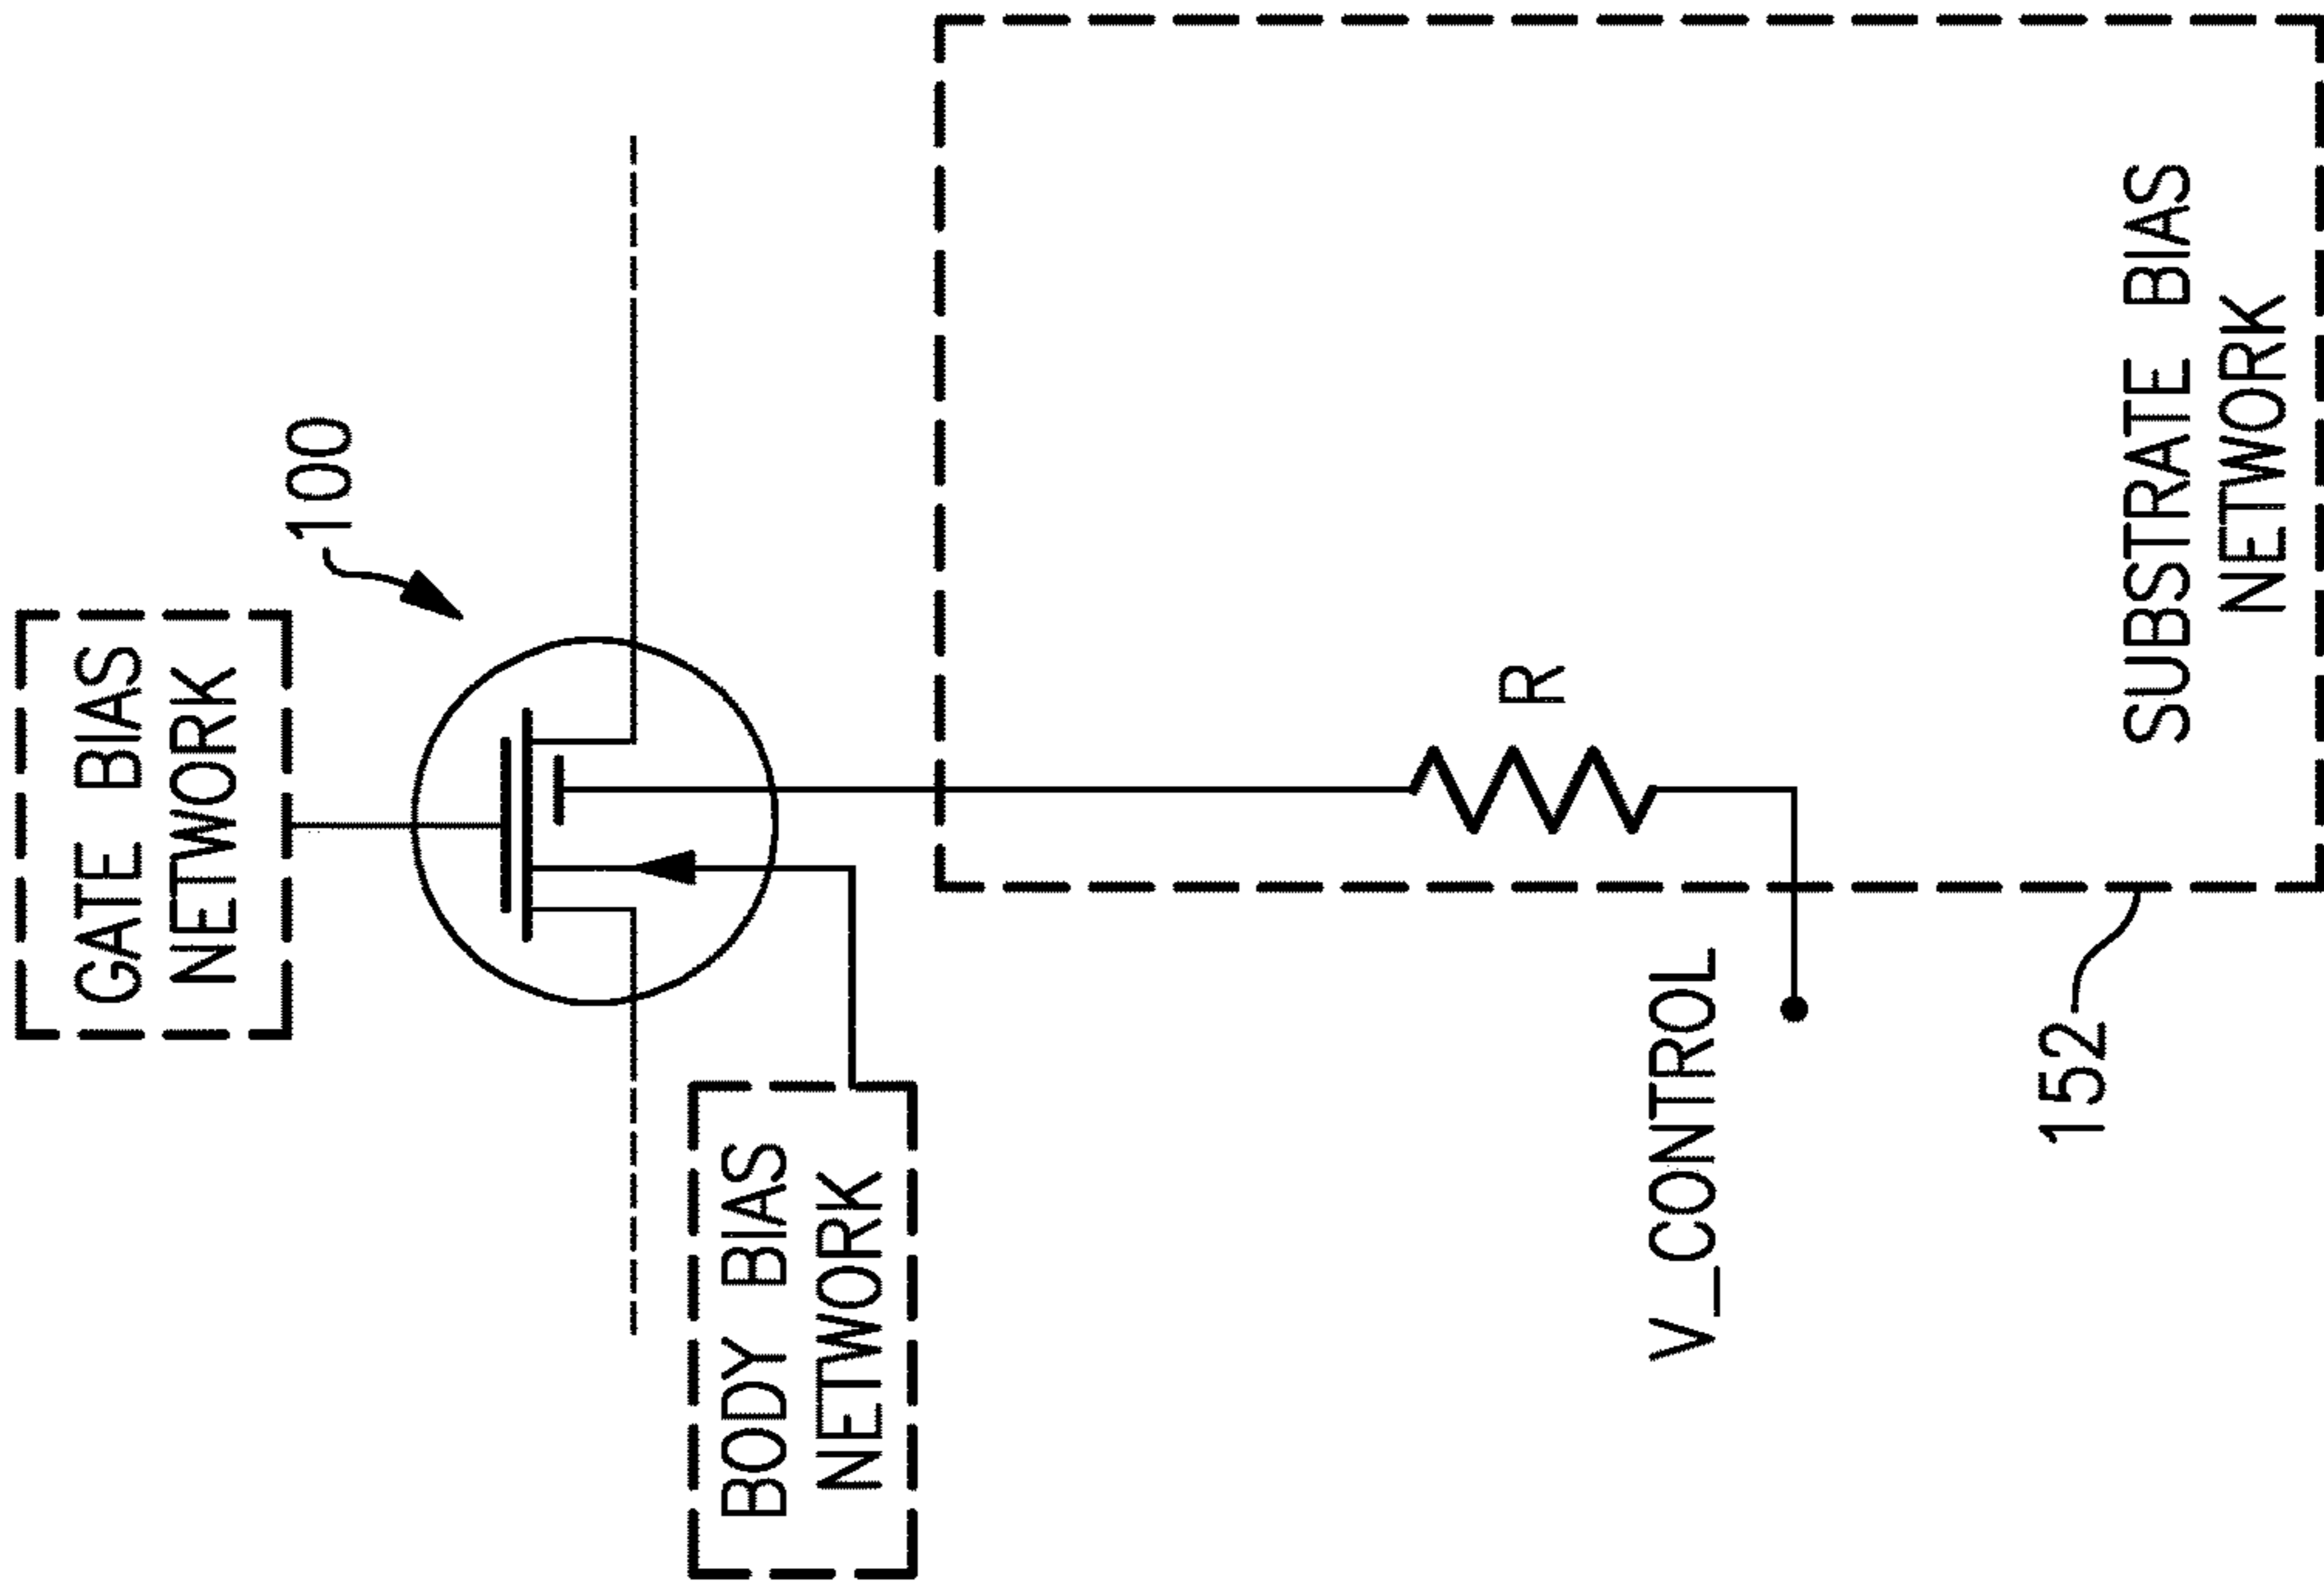 GATE BIAS
NETWORK
100
BODY BIAS
NETWORK
R
V_CONTROL
152
SUBSTRATE BIAS
NETWORK